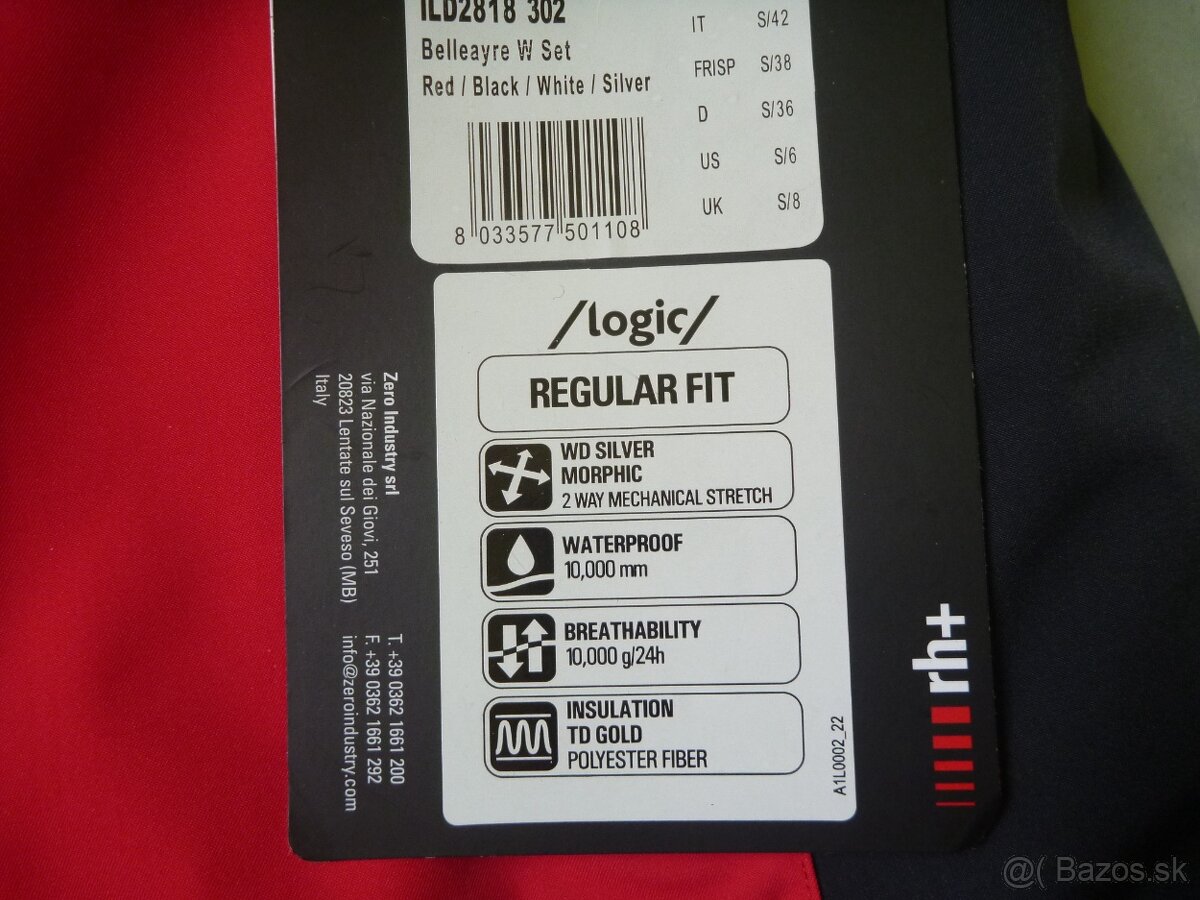 ILD2818 302
Belleayre W Set
Red / Black / White / Silver
8 033577 501108
IT S/42
FRISP S/38
D S/36
US S/6
UK S/8
/logic/
REGULAR FIT
WD SILVER
MORPHIC
2 WAY MECHANICAL STRETCH
WATERPROOF
10,000 mm
BREATHABILITY
10,000 g/24h
INSULATION
TD GOLD
POLYESTER FIBER
A1L0002_22
Zero Industry srl
via Nazionale dei Giovi, 251
20823 Lentate sul Seveso (MB)
Italy
T. +39 0362 1661 200
F. +39 0362 1661 292
info@zeroindustry.com
rh+
@( Bazos.sk